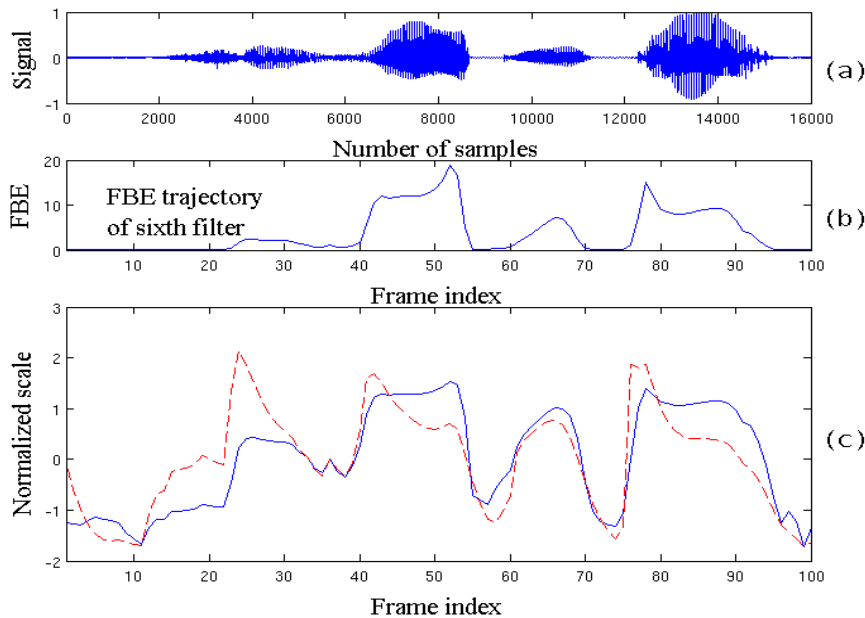 1
0
-1
Signal
0 2000 4000 6000 8000 10000 12000 14000 16000
Number of samples
(a)
20
10
0
FBE
FBE trajectory
of sixth filter
10 20 30 40 50 60 70 80 90 100
Frame index
(b)
3
2
1
0
-1
-2
Normalized scale
10 20 30 40 50 60 70 80 90 100
Frame index
(c)